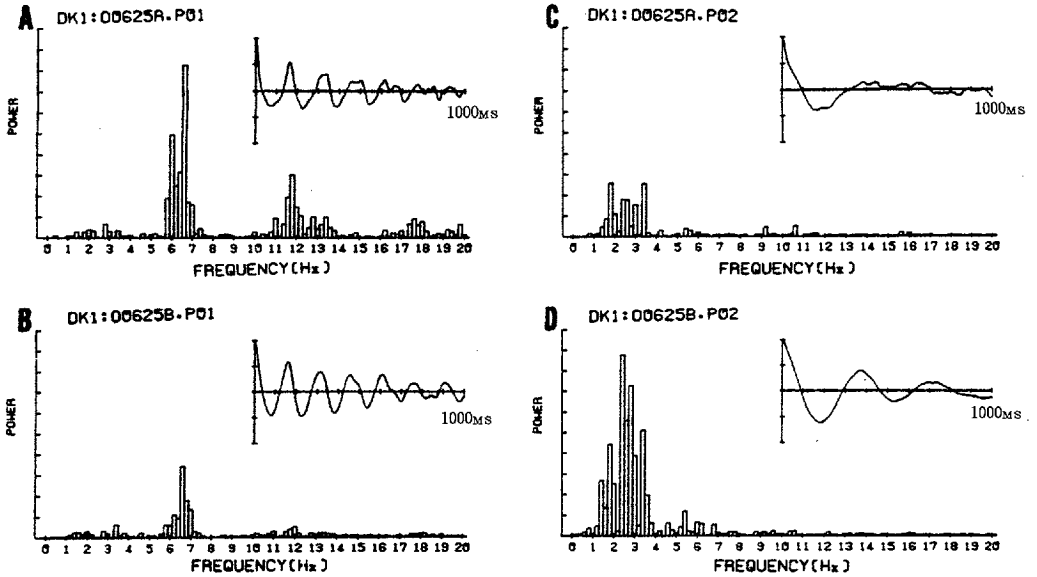 A DK1:00625A.P01
POWER
1000MS
0 1 2 3 4 5 6 7 8 9 10 11 12 13 14 15 16 17 18 19 20
FREQUENCY(Hz)
C DK1:00625A.P02
POWER
1000MS
0 1 2 3 4 5 6 7 8 9 10 11 12 13 14 15 16 17 18 19 20
FREQUENCY(Hz)
B DK1:00625B.P01
POWER
1000MS
0 1 2 3 4 5 6 7 8 9 10 11 12 13 14 15 16 17 18 19 20
FREQUENCY(Hz)
D DK1:00625B.P02
POWER
1000MS
0 1 2 3 4 5 6 7 8 9 10 11 12 13 14 15 16 17 18 19 20
FREQUENCY(Hz)